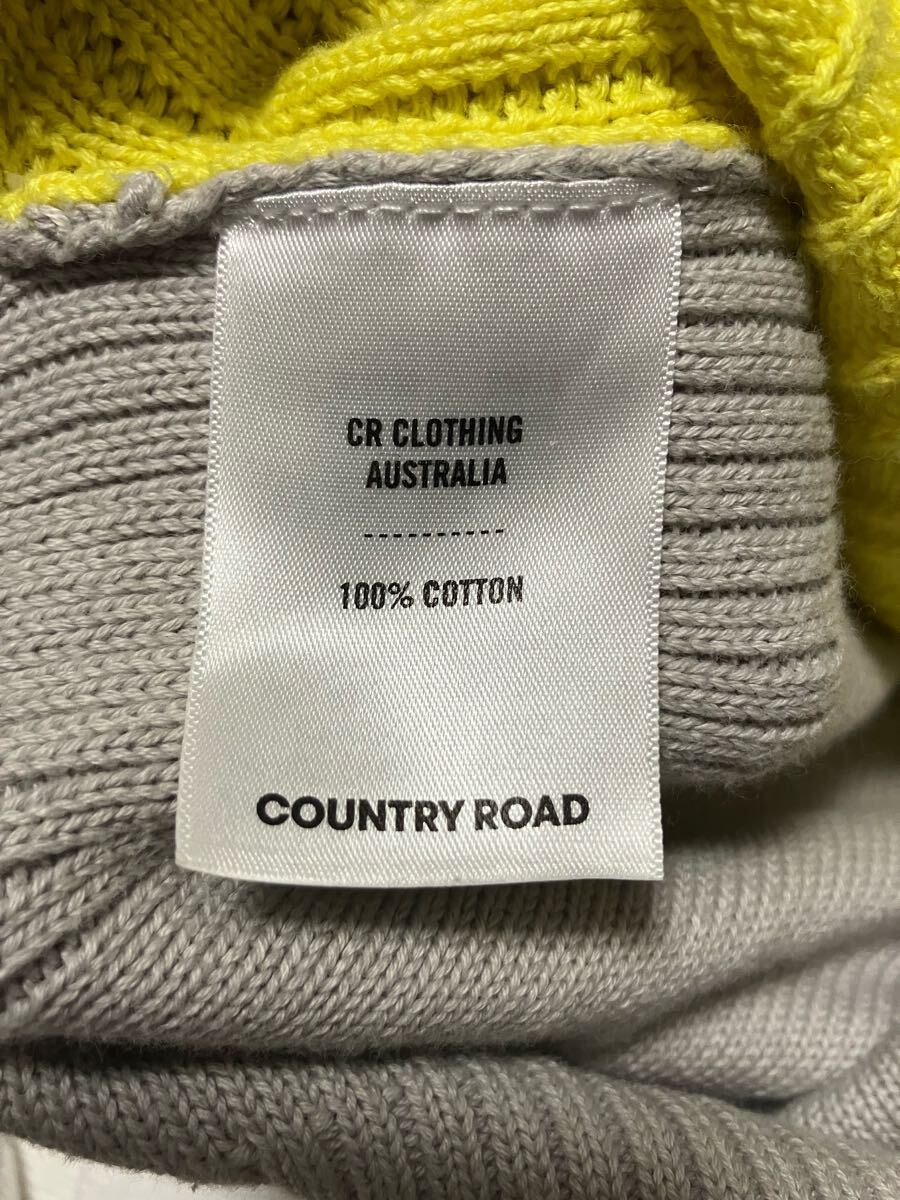 CR CLOTHING
AUSTRALIA
----------
100% COTTON
COUNTRY ROAD